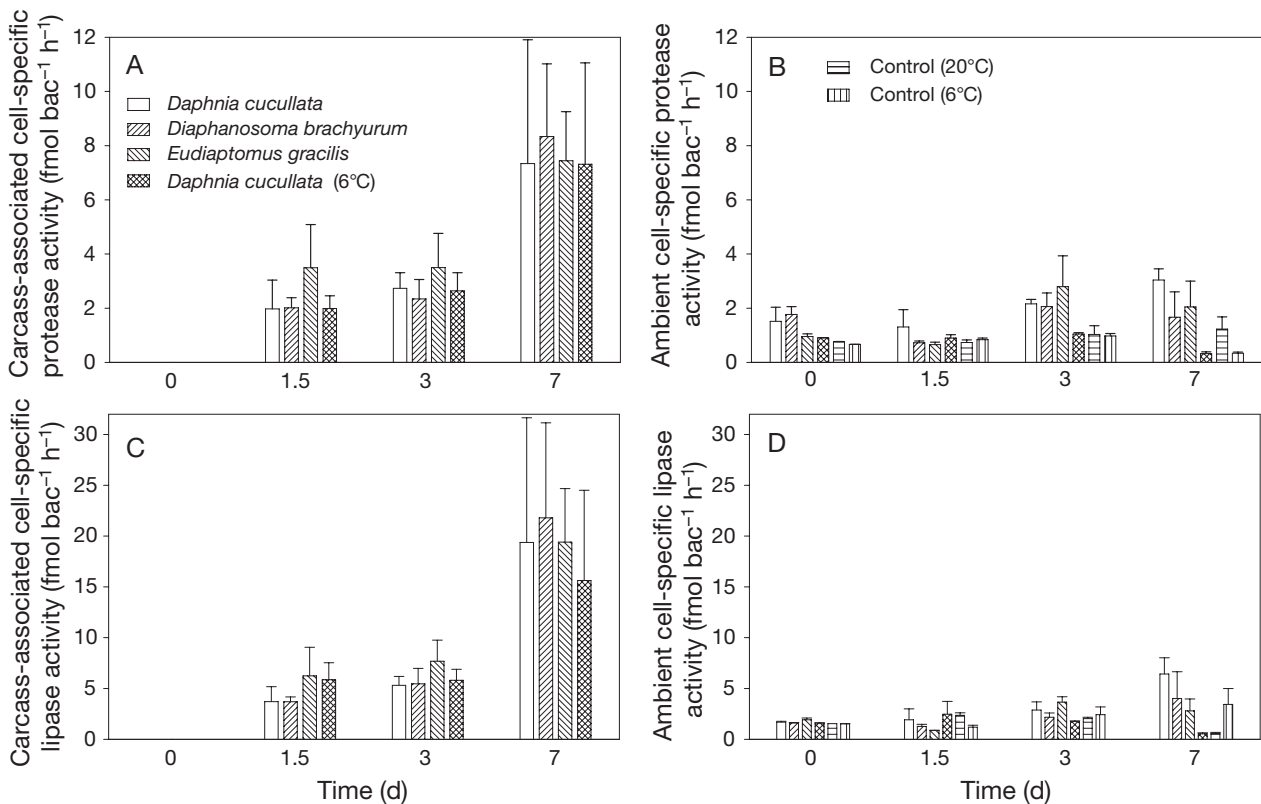 Carcass-associated cell-specific
protease activity (fmol bac⁻¹ h⁻¹)
12
10
8
6
4
2
0
A
Daphnia cucullata
Diaphanosoma brachyurum
Eudiaptomus gracilis
Daphnia cucullata (6°C)
0 1.5 3 7
Ambient cell-specific protease
activity (fmol bac⁻¹ h⁻¹)
12
10
8
6
4
2
0
B
Control (20°C)
Control (6°C)
0 1.5 3 7
Carcass-associated cell-specific
lipase activity (fmol bac⁻¹ h⁻¹)
30
25
20
15
10
5
0
C
0 1.5 3 7
Time (d)
Ambient cell-specific lipase
activity (fmol bac⁻¹ h⁻¹)
30
25
20
15
10
5
0
D
0 1.5 3 7
Time (d)